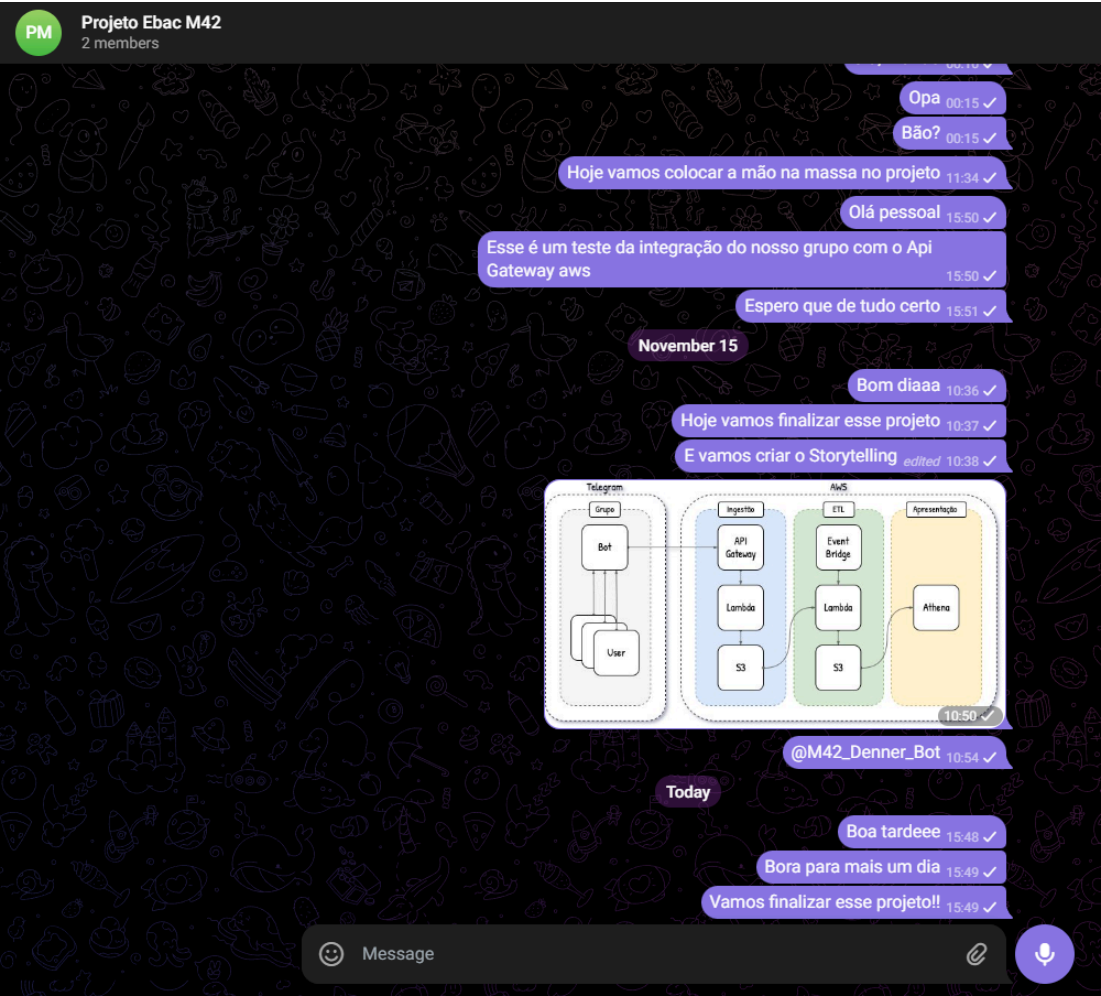 PM
Projeto Ebac M42
2 members
00:10
Opa 00:15
Bão? 00:15
Hoje vamos colocar a mão na massa no projeto 11:34
Olá pessoal 15:50
Esse é um teste da integração do nosso grupo com o Api
Gateway aws 15:50
Espero que de tudo certo 15:51
November 15
Bom diaaa 10:36
Hoje vamos finalizar esse projeto 10:37
E vamos criar o Storytelling edited 10:38
Telegram
AWS
Grupo
Ingestão
ETL
Apresentação
Bot
API
Gateway
Event
Bridge
Lambda
Lambda
Athena
User
S3
S3
10:50
@M42_Denner_Bot 10:54
Today
Boa tardeee 15:48
Bora para mais um dia 15:49
Vamos finalizar esse projeto!! 15:49
Message